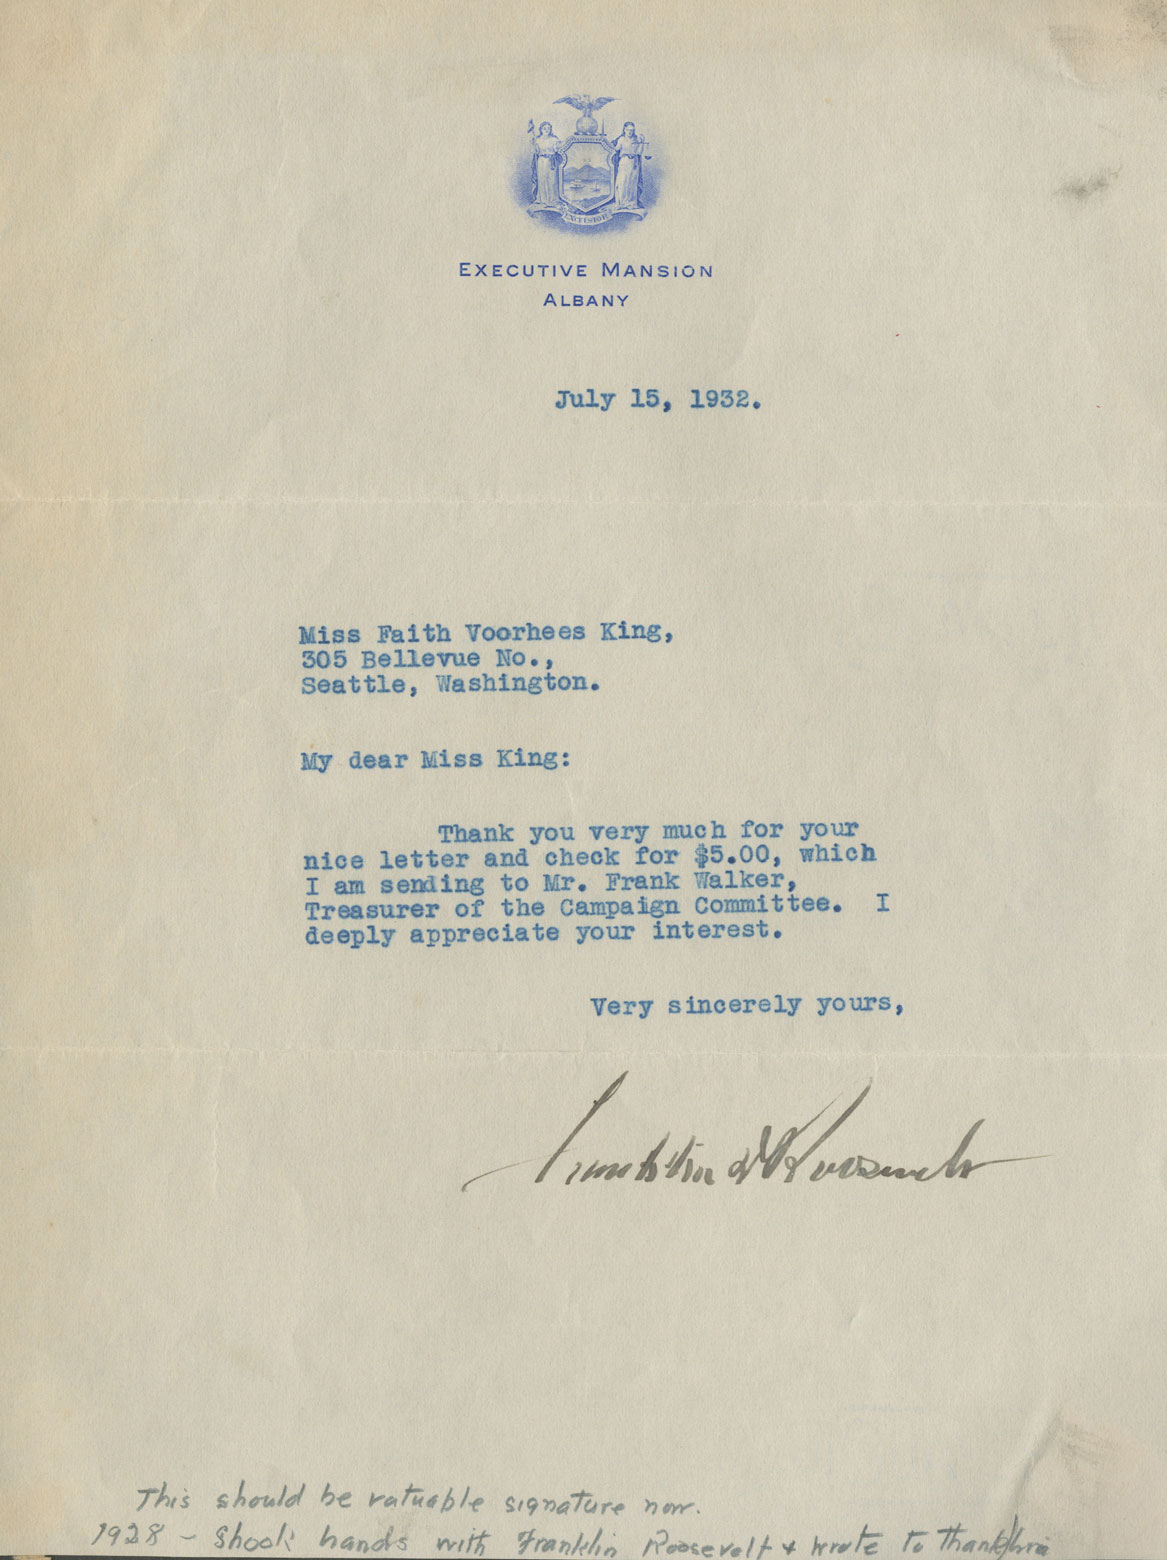 EXCELSIOR
EXECUTIVE MANSION
ALBANY
July 15, 1932.
Miss Faith Voorhees King,
305 Bellevue No.,
Seattle, Washington.
My dear Miss King:
Thank you very much for your
nice letter and check for $5.00, which
I am sending to Mr. Frank Walker,
Treasurer of the Campaign Committee. I
deeply appreciate your interest.
Very sincerely yours,
Franklin D Roosevelt
This should be valuable signature now.
1928 - Shook hands with Franklin Roosevelt + wrote to thank him